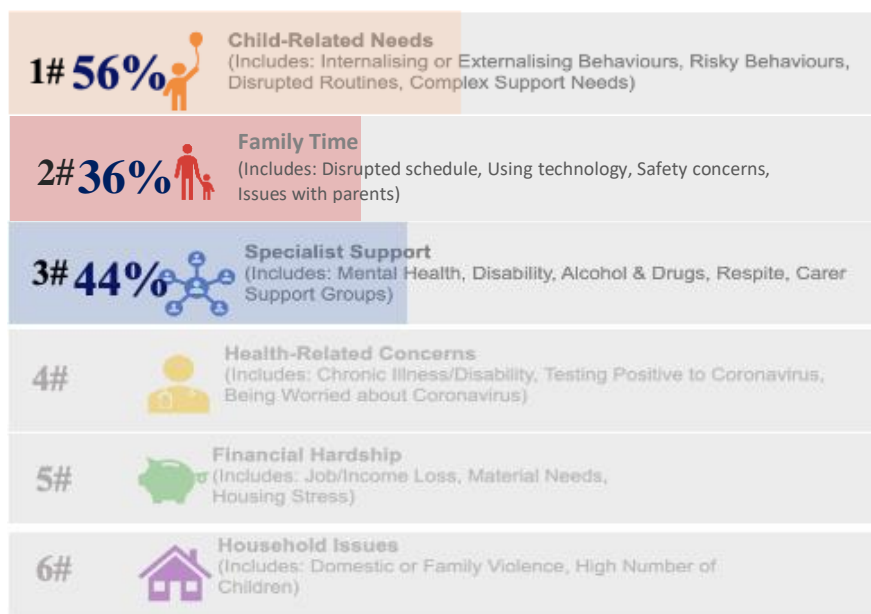 Child-Related Needs
1# 56% (Includes: Internalising or Externalising Behaviours, Risky Behaviours,
Disrupted Routines, Complex Support Needs)
Family Time
2# 36% (Includes: Disrupted schedule, Using technology, Safety concerns,
Issues with parents)
Specialist Support
3# 44% (Includes: Mental Health, Disability, Alcohol & Drugs, Respite, Carer
Support Groups)
Health-Related Concerns
4# (Includes: Chronic Illness/Disability, Testing Positive to Coronavirus,
Being Worried about Coronavirus)
Financial Hardship
5# (Includes: Job/Income Loss, Material Needs,
Housing Stress)
Household Issues
6# (Includes: Domestic or Family Violence, High Number of
Children)